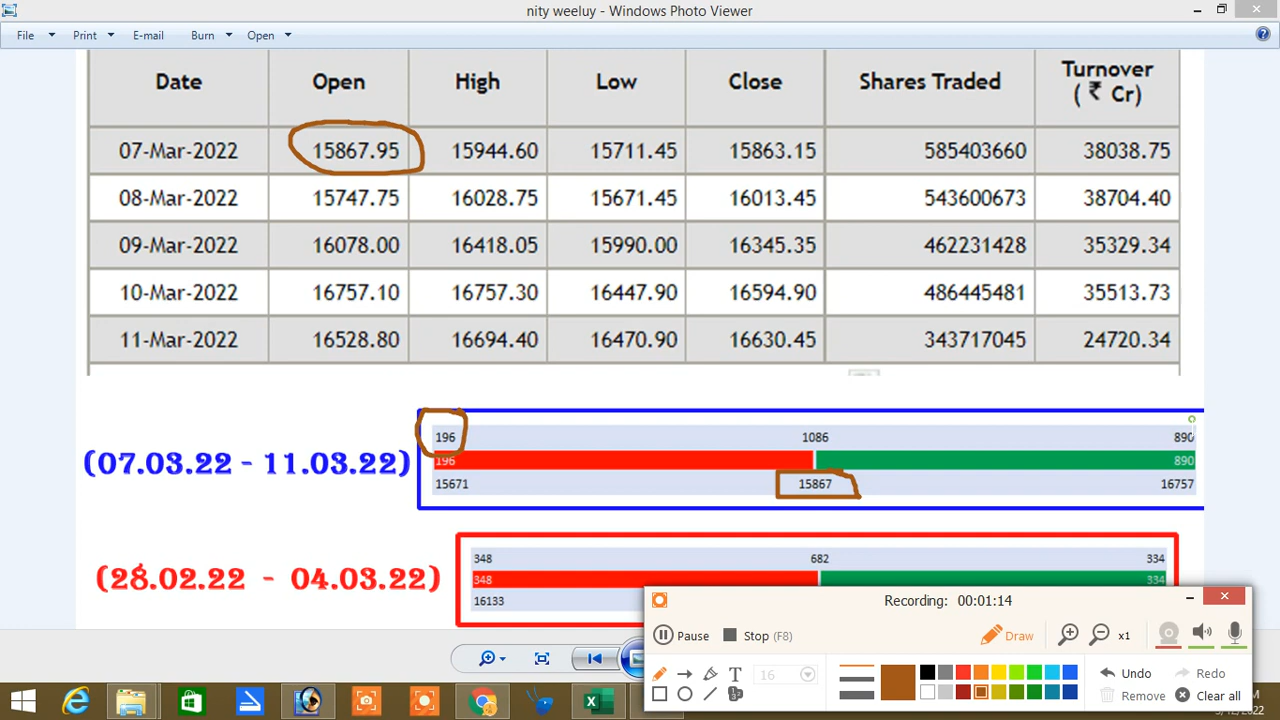 nity weeluy - Windows Photo Viewer
File Print E-mail Burn Open
Date Open High Low Close Shares Traded Turnover ( ₹ Cr)
07-Mar-2022 15867.95 15944.60 15711.45 15863.15 585403660 38038.75
08-Mar-2022 15747.75 16028.75 15671.45 16013.45 543600673 38704.40
09-Mar-2022 16078.00 16418.05 15990.00 16345.35 462231428 35329.34
10-Mar-2022 16757.10 16757.30 16447.90 16594.90 486445481 35513.73
11-Mar-2022 16528.80 16694.40 16470.90 16630.45 343717045 24720.34
196 1086 890
(07.03.22 - 11.03.22)
196 890
15671 15867 16757
348 682 334
(28.02.22 - 04.03.22)
348 334
16133
Recording: 00:01:14
Pause Stop (F8) Draw x1
T 16 Undo Redo
Remove Clear all